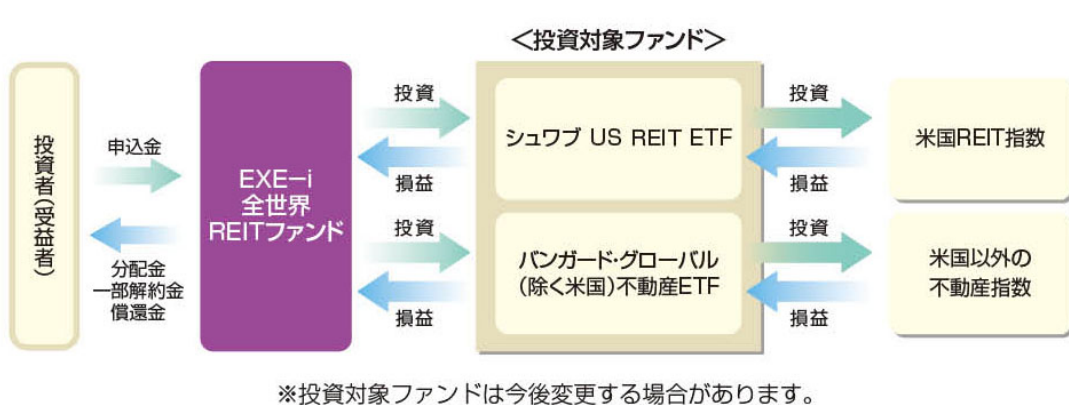 <投資対象ファンド>
投資者(受益者)
申込金
分配金
一部解約金
償還金
EXE-i
全世界
REITファンド
投資
損益
投資
損益
シュワブ US REIT ETF
バンガード・グローバル
(除く米国)不動産ETF
投資
損益
投資
損益
米国REIT指数
米国以外の
不動産指数
※投資対象ファンドは今後変更する場合があります。